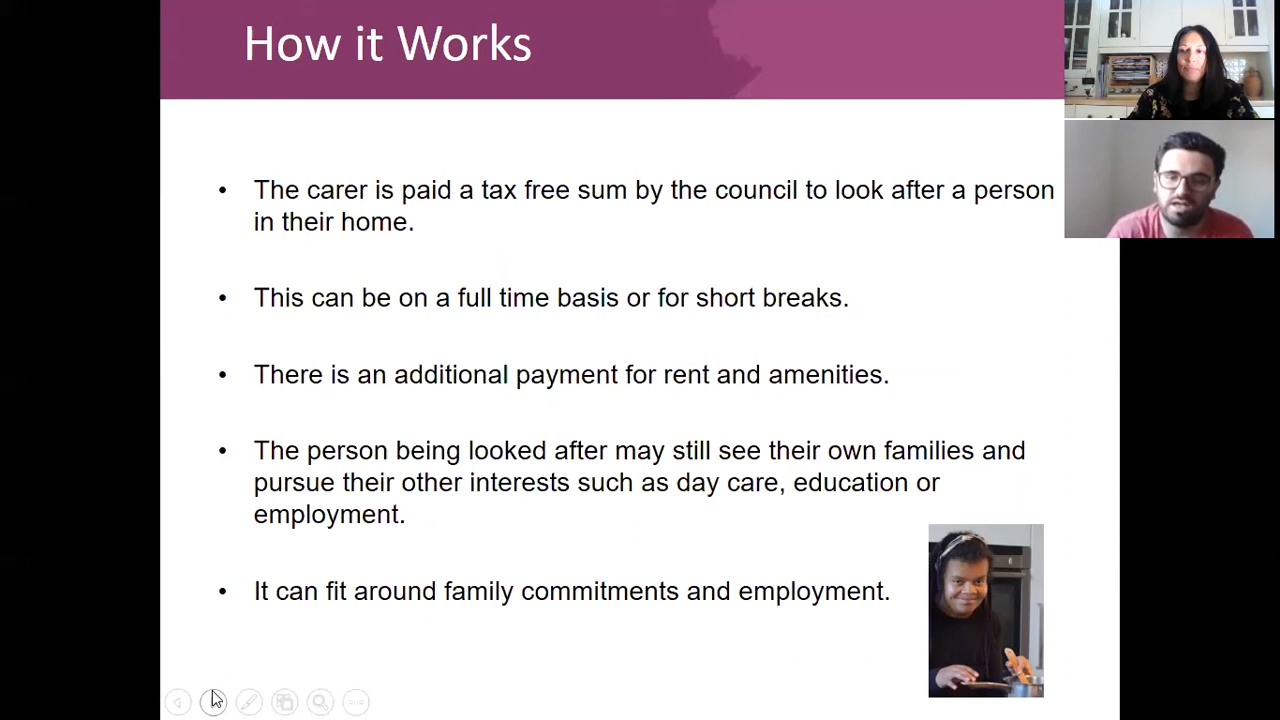 How it Works
• The carer is paid a tax free sum by the council to look after a person
in their home.
• This can be on a full time basis or for short breaks.
• There is an additional payment for rent and amenities.
• The person being looked after may still see their own families and
pursue their other interests such as day care, education or
employment.
• It can fit around family commitments and employment.